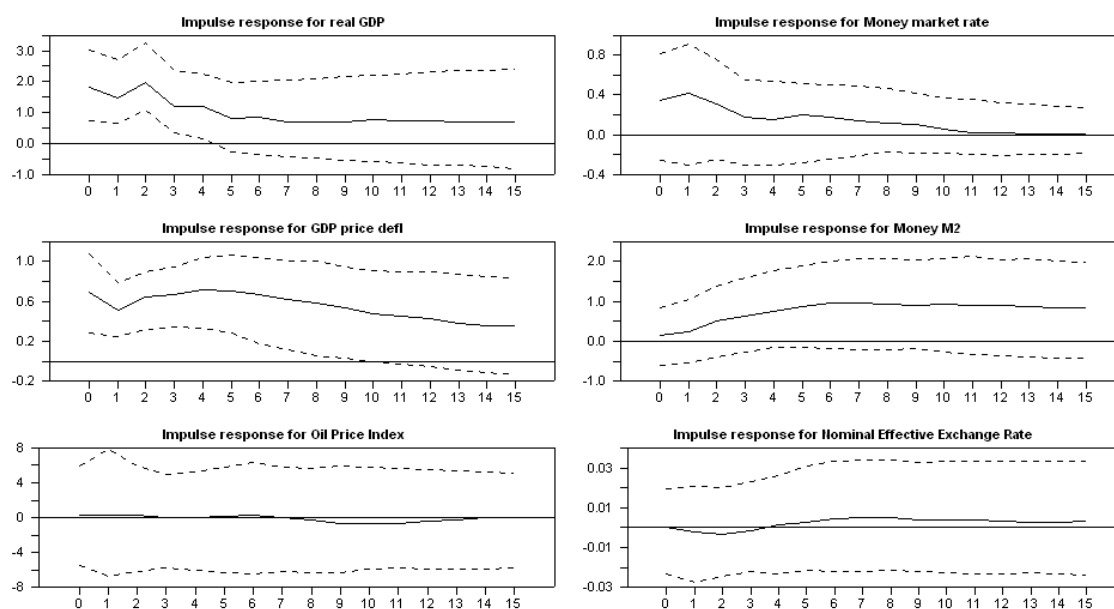 Impulse response for real GDP
3.0
2.0
1.0
0.0
-1.0
0 1 2 3 4 5 6 7 8 9 10 11 12 13 14 15
Impulse response for Money market rate
0.8
0.4
0.0
-0.4
0 1 2 3 4 5 6 7 8 9 10 11 12 13 14 15
Impulse response for GDP price defl
1.0
0.6
0.2
-0.2
0 1 2 3 4 5 6 7 8 9 10 11 12 13 14 15
Impulse response for Money M2
2.0
1.0
0.0
-1.0
0 1 2 3 4 5 6 7 8 9 10 11 12 13 14 15
Impulse response for Oil Price Index
8
4
0
-4
-8
0 1 2 3 4 5 6 7 8 9 10 11 12 13 14 15
Impulse response for Nominal Effective Exchange Rate
0.03
0.01
-0.01
-0.03
0 1 2 3 4 5 6 7 8 9 10 11 12 13 14 15